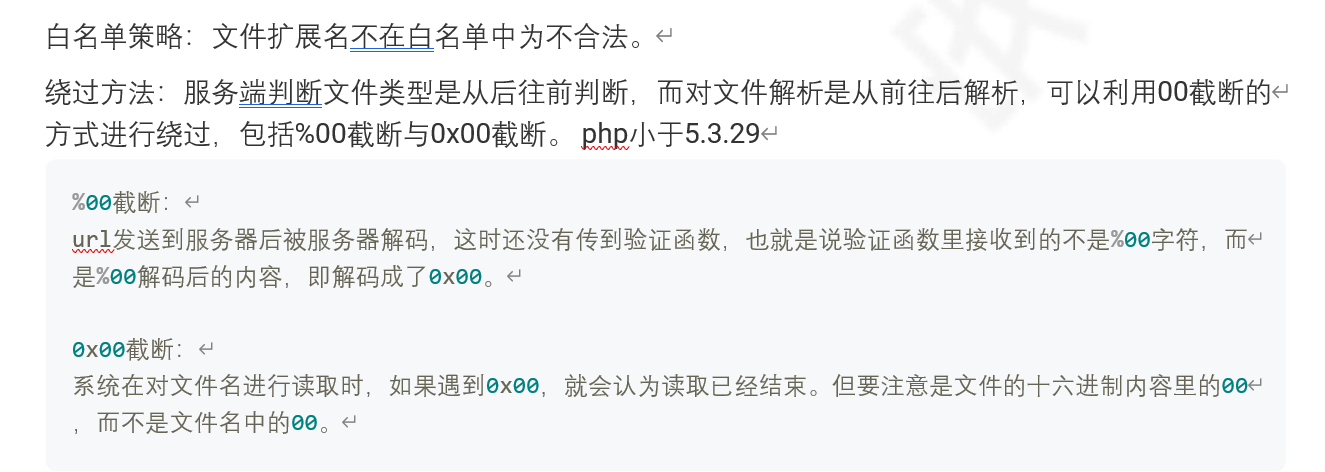 白名单策略：文件扩展名不在白名单中为不合法。↵
绕过方法：服务端判断文件类型是从后往前判断，而对文件解析是从前往后解析，可以利用00截断的↵
方式进行绕过，包括%00截断与0x00截断。 php小于5.3.29↵
%00截断：↵
url发送到服务器后被服务器解码，这时还没有传到验证函数，也就是说验证函数里接收到的不是%00字符，而↵
是%00解码后的内容，即解码成了0x00。↵
0x00截断：↵
系统在对文件名进行读取时，如果遇到0x00，就会认为读取已经结束。但要注意是文件的十六进制内容里的00↵
，而不是文件名中的00。↵